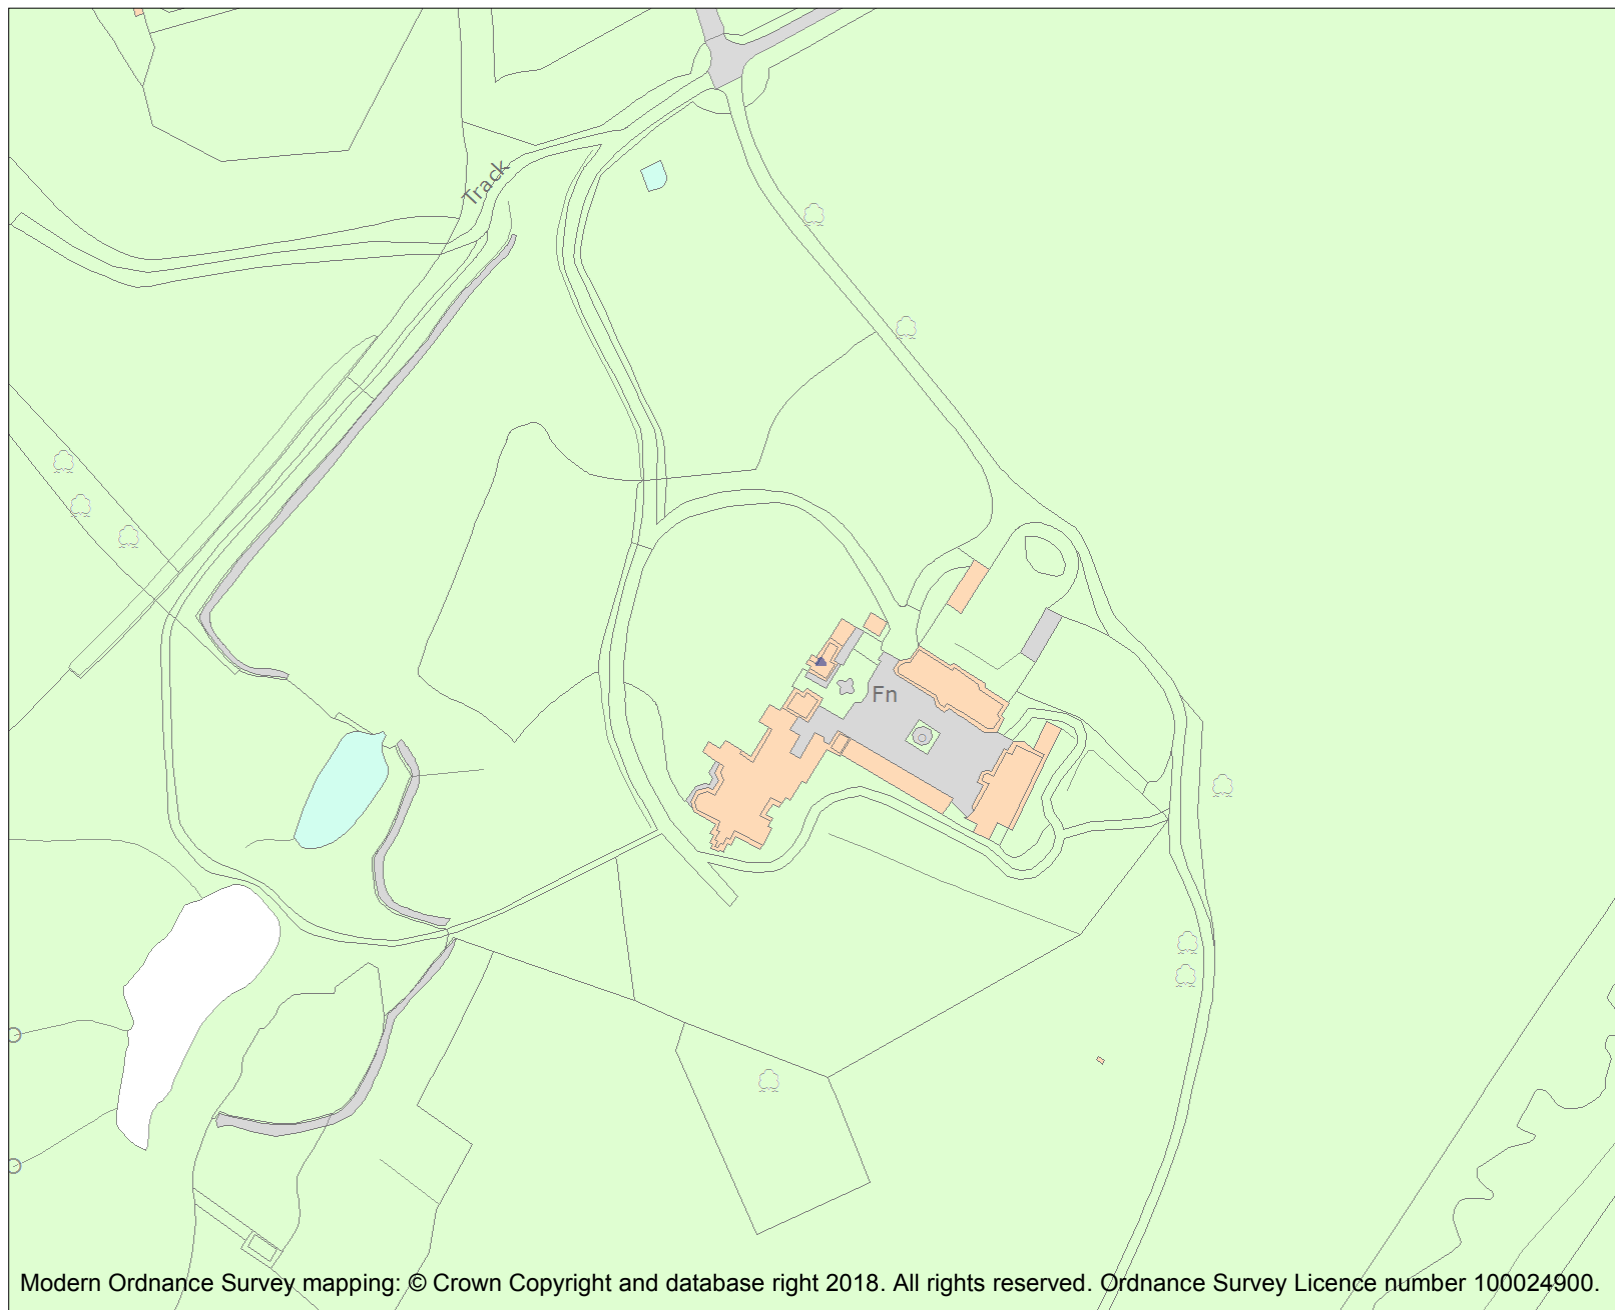 Track
Fn
Modern Ordnance Survey mapping: © Crown Copyright and database right 2018. All rights reserved. Ordnance Survey Licence number 100024900.